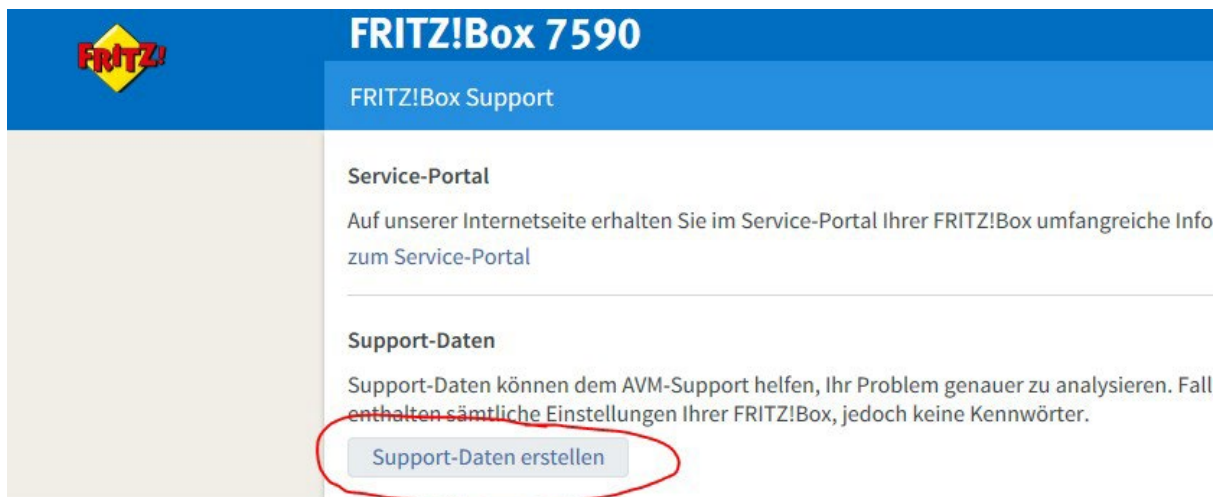 FRITZ!
FRITZ!Box 7590
FRITZ!Box Support
Service-Portal
Auf unserer Internetseite erhalten Sie im Service-Portal Ihrer FRITZ!Box umfangreiche Info
zum Service-Portal
Support-Daten
Support-Daten können dem AVM-Support helfen, Ihr Problem genauer zu analysieren. Fall
enthalten sämtliche Einstellungen Ihrer FRITZ!Box, jedoch keine Kennwörter.
Support-Daten erstellen